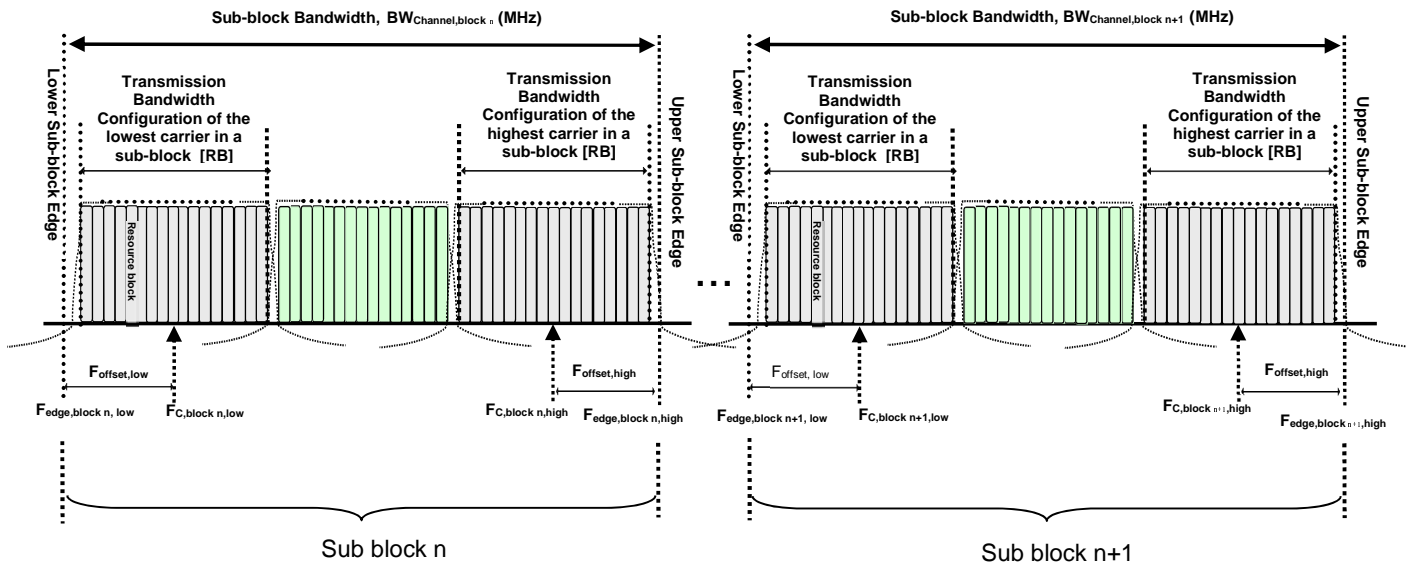 Sub-block Bandwidth, BWChannel,block n (MHz)
Lower Sub-block Edge
Transmission
Bandwidth
Configuration of the
lowest carrier in a
sub-block [RB]
Transmission
Bandwidth
Configuration of the
highest carrier in a
sub-block [RB]
Upper Sub-block Edge
Resource block
Foffset,low
Foffset,high
Fedge,block n, low
FC,block n,low
FC,block n,high
Fedge,block n,high
Sub block n
...
Sub-block Bandwidth, BWChannel,block n+1 (MHz)
Lower Sub-block Edge
Transmission
Bandwidth
Configuration of the
lowest carrier in a
sub-block [RB]
Transmission
Bandwidth
Configuration of the
highest carrier in a
sub-block [RB]
Upper Sub-block Edge
Resource block
Foffset, low
Foffset,high
Fedge,block n+1, low
FC,block n+1,low
FC,block n+1,high
Fedge,block n+1,high
Sub block n+1